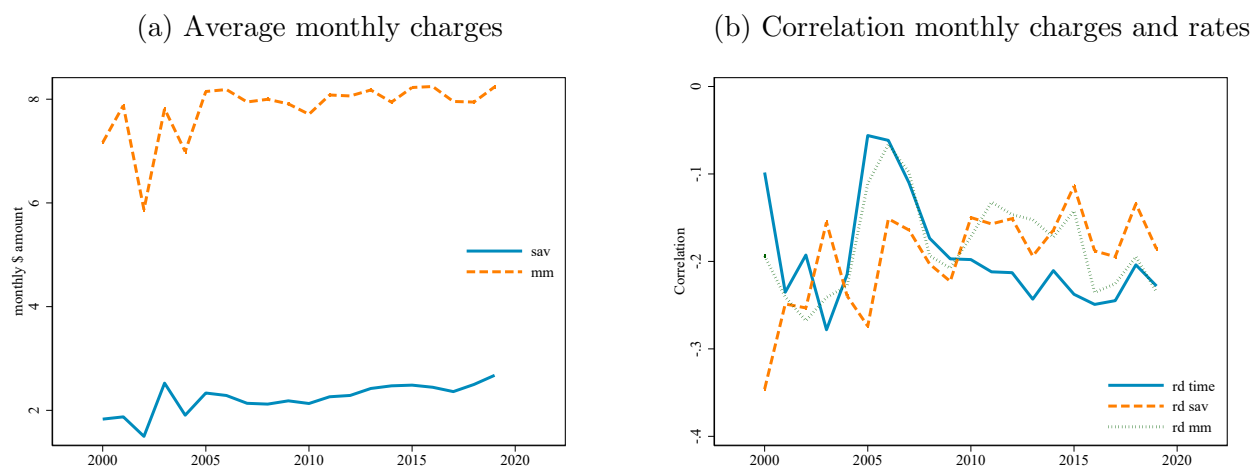 (a) Average monthly charges
monthly $ amount
8
6
4
2
sav
mm
2000 2005 2010 2015 2020
(b) Correlation monthly charges and rates
Correlation
0
-.1
-.2
-.3
-.4
rd time
rd sav
rd mm
2000 2005 2010 2015 2020